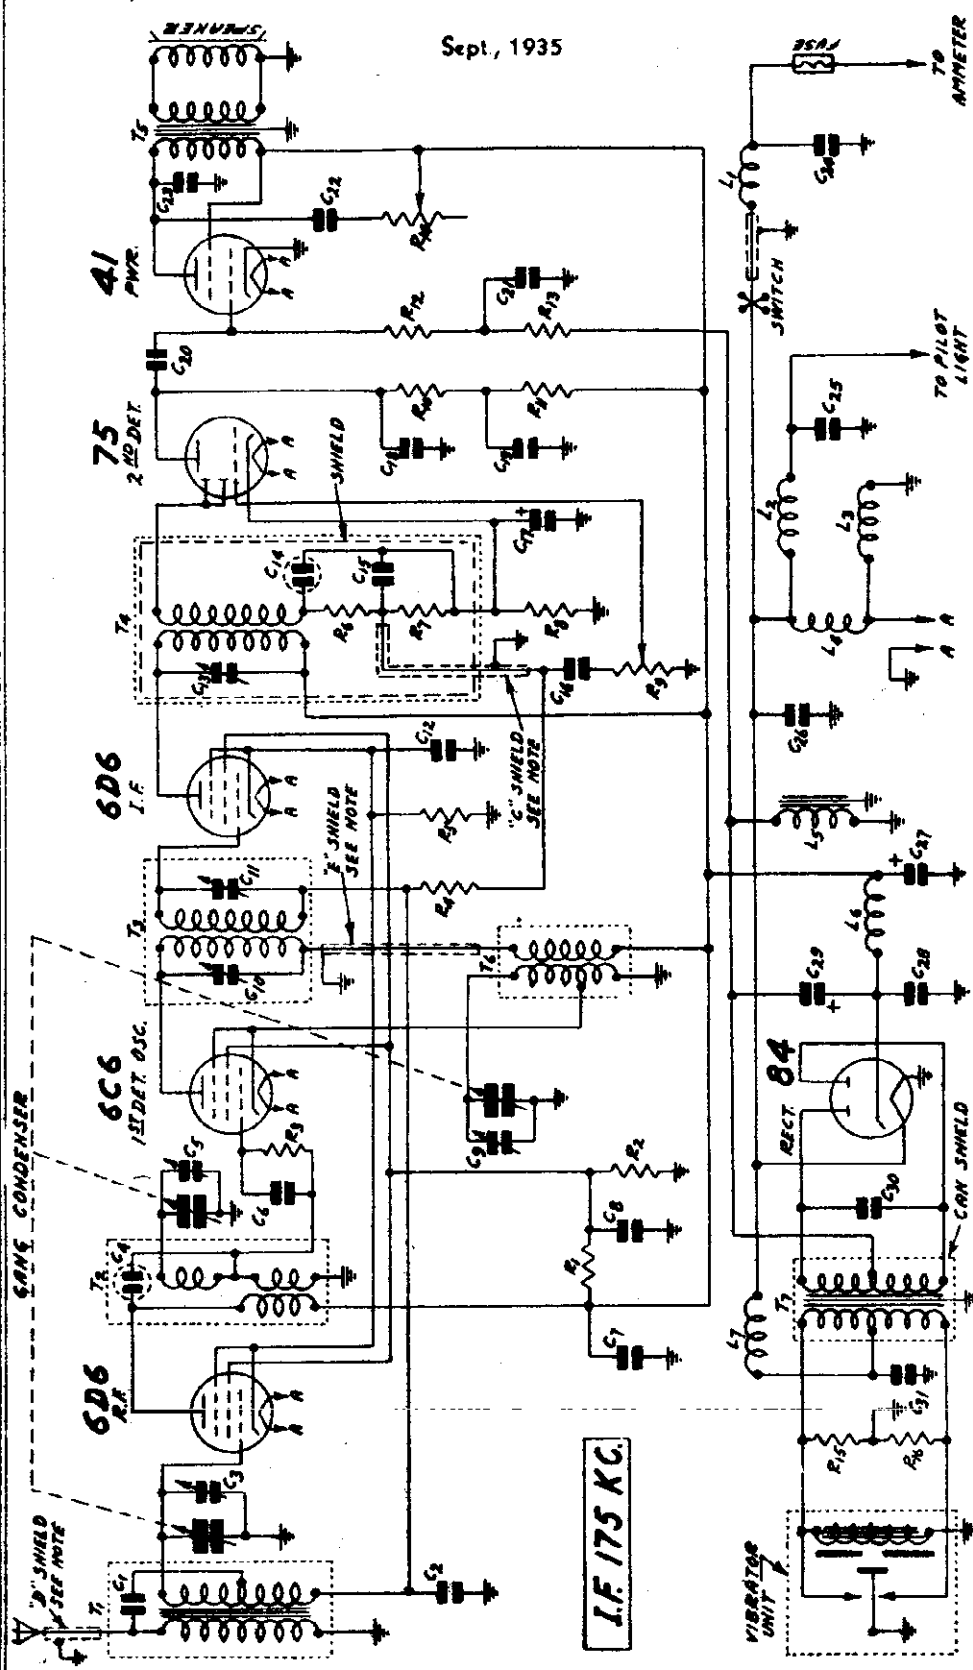 Sept., 1935
SPEAKER
T5
C23
C22
R14
41
PWR.
A
A
C20
R12
C21
R13
75
2ND DET.
A
A
R10
R11
C18
C19
SHIELD
T4
C14
C15
C17
+
R6
R7
R8
C13
C16
R9
"G" SHIELD
SEE NOTE
6D6
I.F.
A
A
C12
R5
"E" SHIELD
SEE NOTE
T3
C11
C10
R4
T6
6C6
1ST DET. OSC.
A
A
GANG CONDENSER
C5
R3
C6
C9
R2
C8
R1
C7
T2
C4
6D6
R.F.
A
A
C3
"D" SHIELD
SEE NOTE
T1
C1
C2
I.F. 175 KC.
FUSE
TO
AMMETER
L1
C24
SWITCH
TO PILOT
LIGHT
C25
L2
L3
L4
A
A
C26
L5
C27
+
L6
C29
+
C28
84
RECT.
C30
CAN SHIELD
T7
L7
C31
R15
R16
VIBRATOR
UNIT